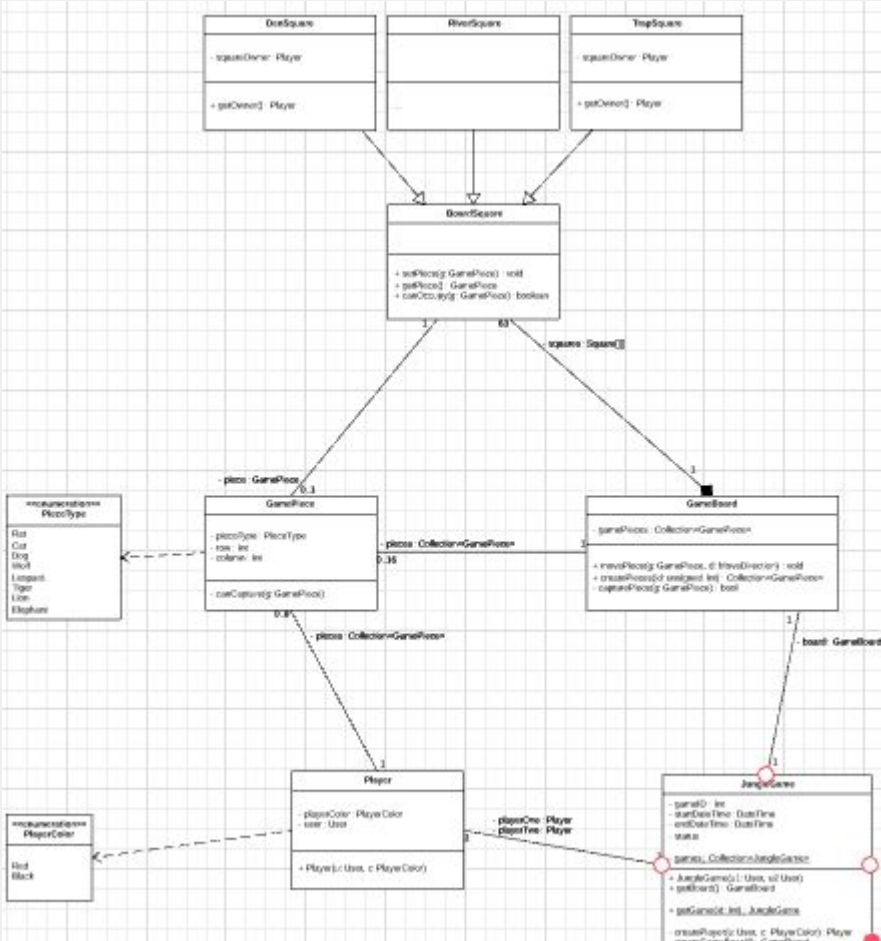 DenSquare
- squareOwner : Player
+ getOwner() : Player
RiverSquare
TrapSquare
- squareOwner : Player
+ getOwner() : Player
BoardSquare
+ setPiece(g: GamePiece) : void
+ getPiece() : GamePiece
+ canOccupy(g: GamePiece) : boolean
1
63
- squares : Square[]
1
- piece : GamePiece
0..1
<<enumeration>>
PieceType
Rat
Cat
Dog
Wolf
Leopard
Tiger
Lion
Elephant
GamePiece
- pieceType : PieceType
- row : int
- column : int
- canCapture(g: GamePiece)
- pieces : Collection<GamePiece>
0..16
1
GameBoard
- gamePieces : Collection<GamePiece>
+ movePiece(g: GamePiece, d: MoveDirection) : void
+ createPieces(id: unsigned int) : Collection<GamePiece>
- capturePiece(g: GamePiece) : bool
0..8
- pieces : Collection<GamePiece>
1
1
- board : GameBoard
1
Player
- playerColor : PlayerColor
- user : User
+ Player(u: User, c: PlayerColor)
<<enumeration>>
PlayerColor
Red
Black
- playerOne : Player
- playerTwo : Player
JungleGame
- gameID : int
- startDateTime : DateTime
- endDateTime : DateTime
- status
- games : Collection<JungleGame>
+ JungleGame(u1: User, u2: User)
+ getBoard() : GameBoard
+ getGame(id: int) : JungleGame
- createPlayer(u: User, c: PlayerColor) : Player